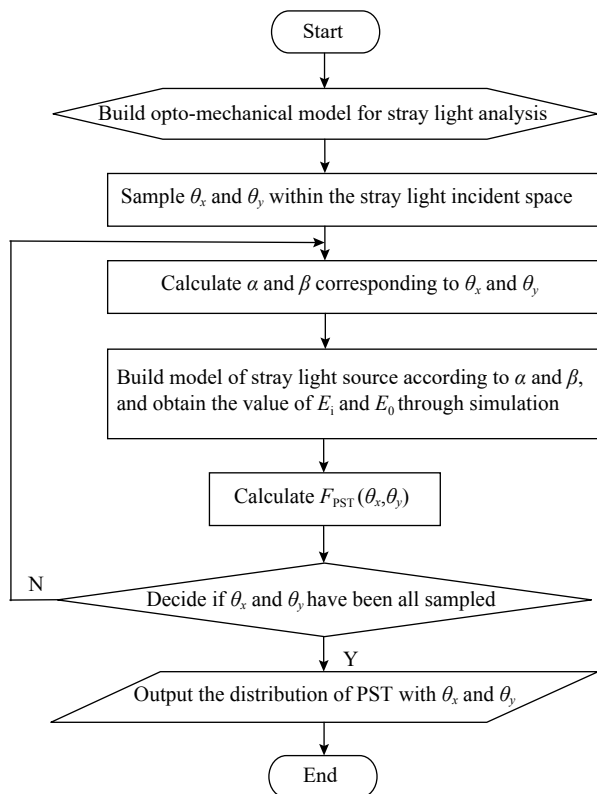 Start
Build opto-mechanical model for stray light analysis
Sample θx and θy within the stray light incident space
Calculate α and β corresponding to θx and θy
Build model of stray light source according to α and β,
and obtain the value of Ei and E0 through simulation
Calculate FPST(θx,θy)
N
Decide if θx and θy have been all sampled
Y
Output the distribution of PST with θx and θy
End